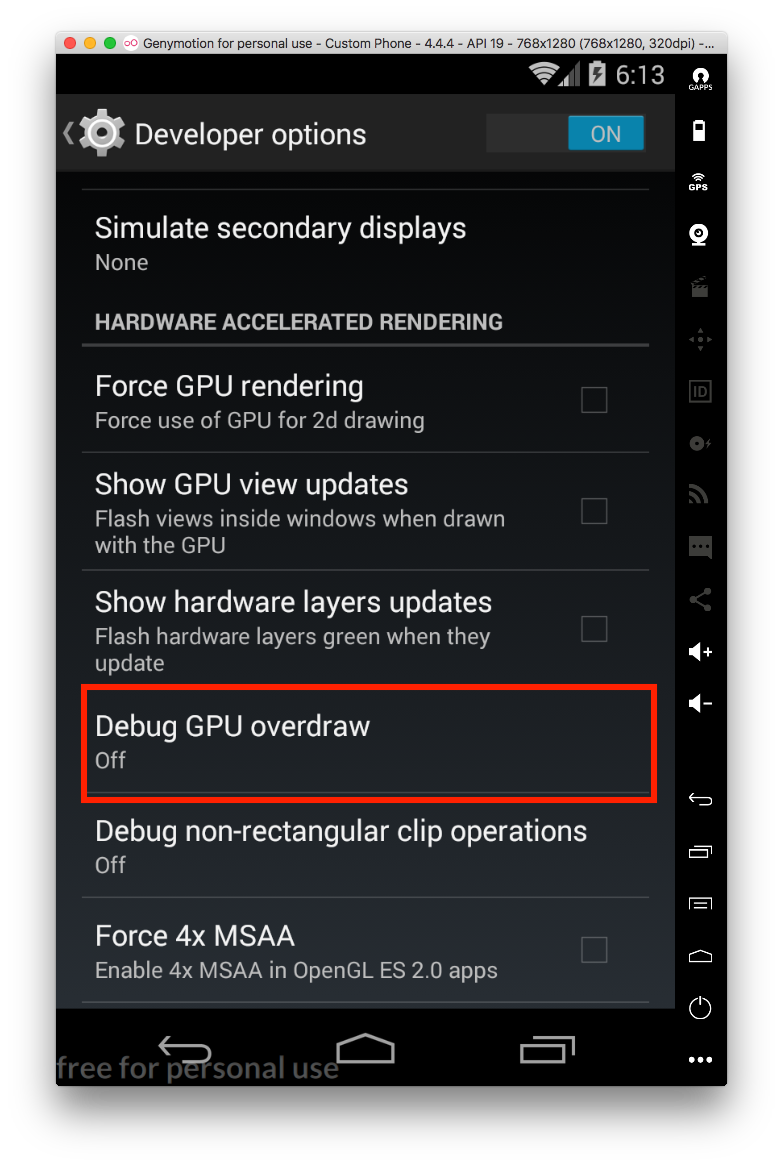 Genymotion for personal use - Custom Phone - 4.4.4 - API 19 - 768x1280 (768x1280, 320dpi) -...
6:13
GAPPS
Developer options
ON
GPS
Simulate secondary displays
None
HARDWARE ACCELERATED RENDERING
Force GPU rendering
Force use of GPU for 2d drawing
ID
Show GPU view updates
Flash views inside windows when drawn
with the GPU
Show hardware layers updates
Flash hardware layers green when they
update
Debug GPU overdraw
Off
Debug non-rectangular clip operations
Off
Force 4x MSAA
Enable 4x MSAA in OpenGL ES 2.0 apps
free for personal use